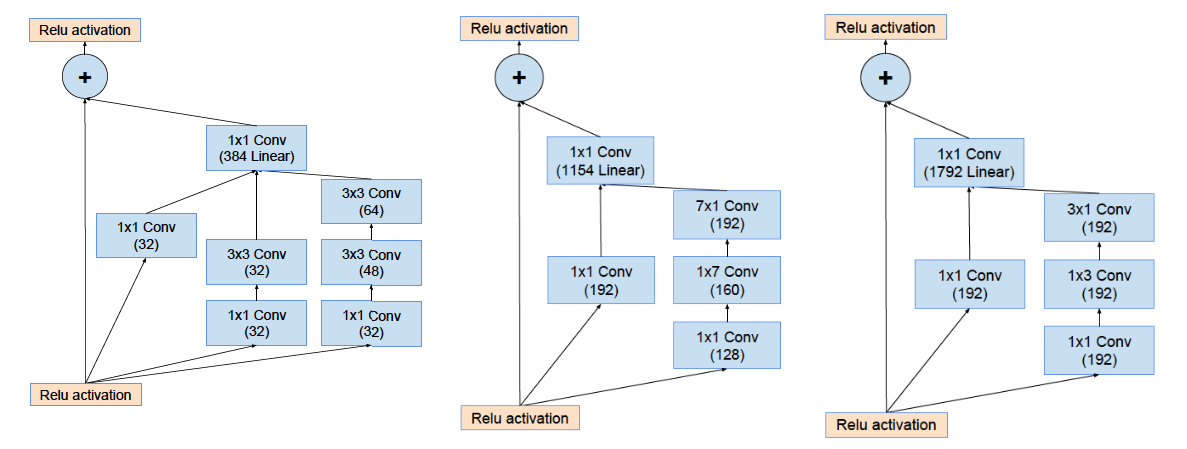 Relu activation
+
1x1 Conv
(384 Linear)
3x3 Conv
(64)
1x1 Conv
(32)
3x3 Conv
(32)
3x3 Conv
(48)
1x1 Conv
(32)
1x1 Conv
(32)
Relu activation
Relu activation
+
1x1 Conv
(1154 Linear)
7x1 Conv
(192)
1x1 Conv
(192)
1x7 Conv
(160)
1x1 Conv
(128)
Relu activation
Relu activation
+
1x1 Conv
(1792 Linear)
3x1 Conv
(192)
1x1 Conv
(192)
1x3 Conv
(192)
1x1 Conv
(192)
Relu activation